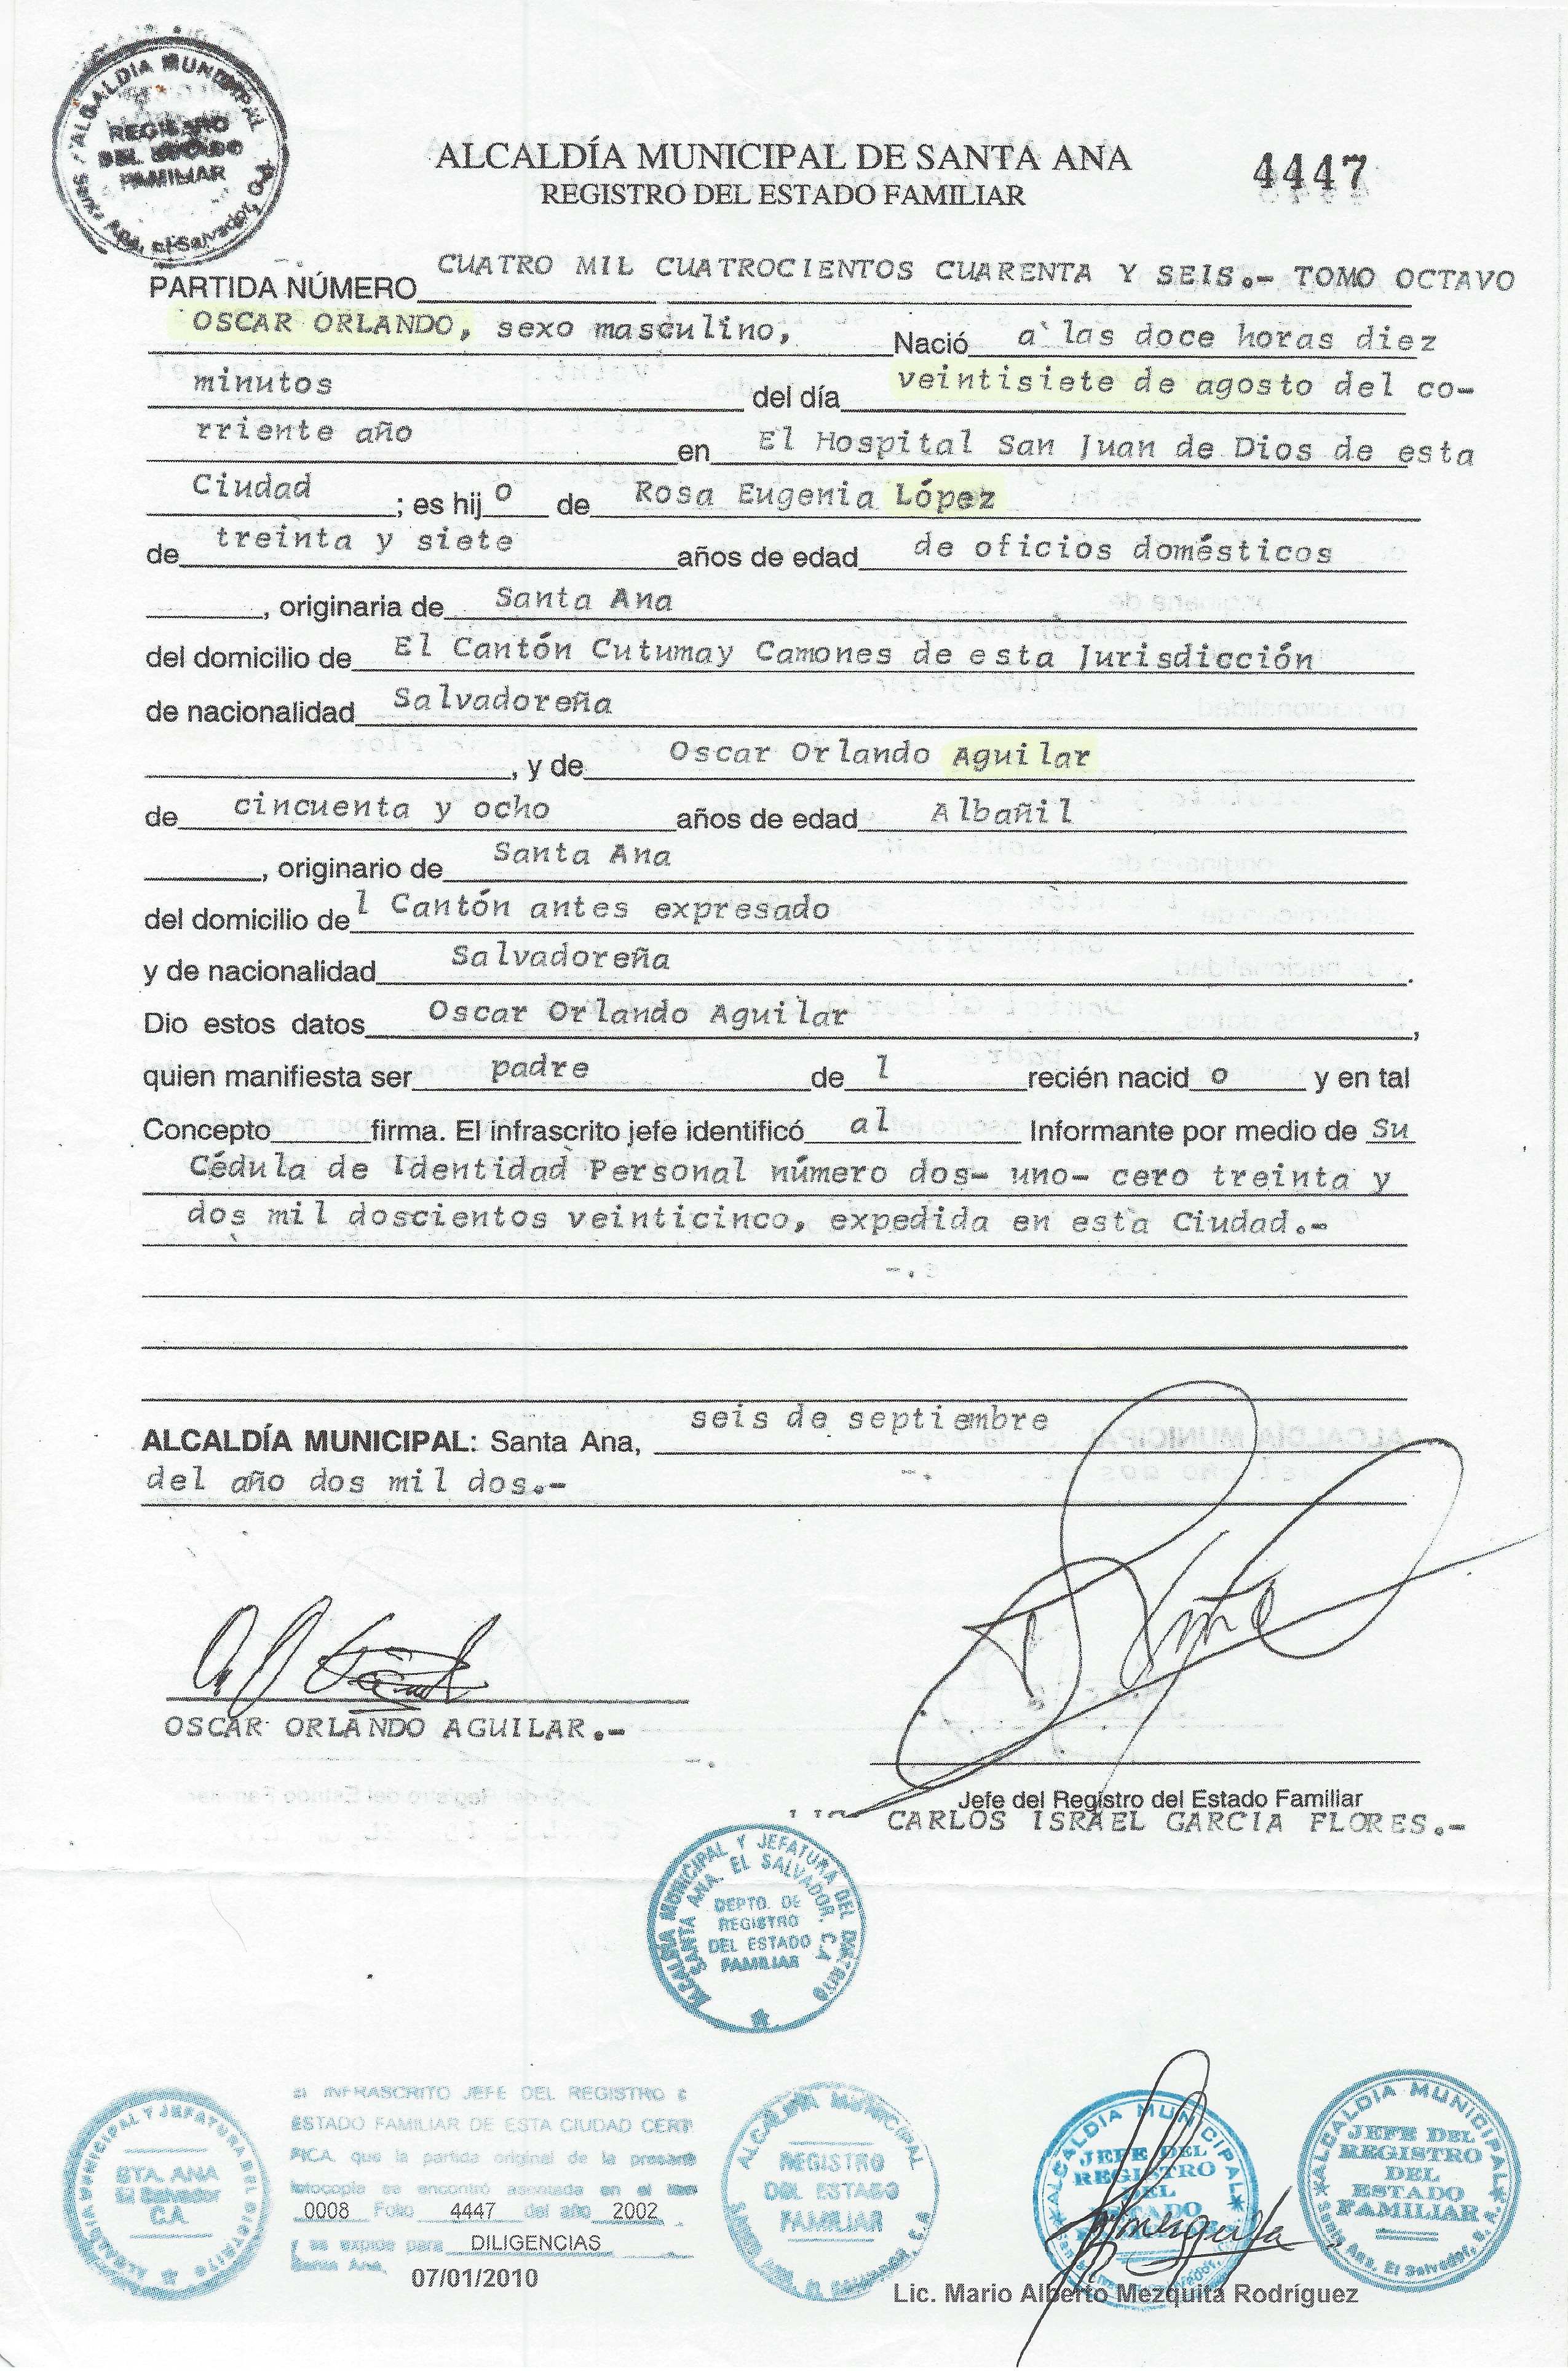 ALCALDIA MUNICIPAL
REGISTRO
DEL ESTADO
FAMILIAR
Santa Ana, El Salvador
ALCALDÍA MUNICIPAL DE SANTA ANA
REGISTRO DEL ESTADO FAMILIAR
4447
PARTIDA NÚMERO CUATRO MIL CUATROCIENTOS CUARENTA Y SEIS.- TOMO OCTAVO
OSCAR ORLANDO, sexo masculino, Nació a las doce horas diez
minutos del día veintisiete de agosto del co-
rriente año en El Hospital San Juan de Dios de esta
Ciudad ; es hijo de Rosa Eugenia López
de treinta y siete años de edad de oficios domésticos
, originaria de Santa Ana
del domicilio de El Cantón Cutumay Camones de esta Jurisdicción
de nacionalidad Salvadoreña
, y de Oscar Orlando Aguilar
de cincuenta y ocho años de edad Albañil
, originario de Santa Ana
del domicilio del Cantón antes expresado
y de nacionalidad Salvadoreña.
Dio estos datos Oscar Orlando Aguilar,
quien manifiesta ser padre de l recién nacido y en tal
Concepto firma. El infrascrito jefe identificó al Informante por medio de Su
Cédula de Identidad Personal número dos- uno- cero treinta y
dos mil doscientos veinticinco, expedida en esta Ciudad.-
ALCALDÍA MUNICIPAL: Santa Ana, seis de septiembre
del año dos mil dos.-
OSCAR ORLANDO AGUILAR.-
Jefe del Registro del Estado Familiar
CARLOS ISRAEL GARCIA FLORES.-
ALCALDIA MUNICIPAL Y JEFATURA DEL DISTRITO
SANTA ANA. EL SALVADOR, C.A
DEPTO. DE
REGISTRO
DEL ESTADO
FAMILIAR
ALCALDIA MUNICIPAL Y JEFATURA DEL DISTRITO
STA. ANA
El Salvador
C.A.
El INFRASCRITO JEFE DEL REGISTRO
ESTADO FAMILIAR DE ESTA CIUDAD CERTI
FICA. que la partida original de la presente
fotocopia se encontró asentada en el
0008 Folio 4447 del año 2002
y se expide para DILIGENCIAS
Santa Ana,
07/01/2010
ALCALDIA MUNICIPAL
REGISTRO
DEL ESTADO
FAMILIAR
SANTA ANA, EL SALVADOR, C.A
ALCALDIA MUNICIPAL
JEFE DEL
REGISTRO
DEL
ESTADO
FAMILIAR
ALCALDIA MUNICIPAL
JEFE DEL
REGISTRO
DEL
ESTADO
FAMILIAR
Santa Ana, El Salvador,
Lic. Mario Alberto Mezquita Rodríguez